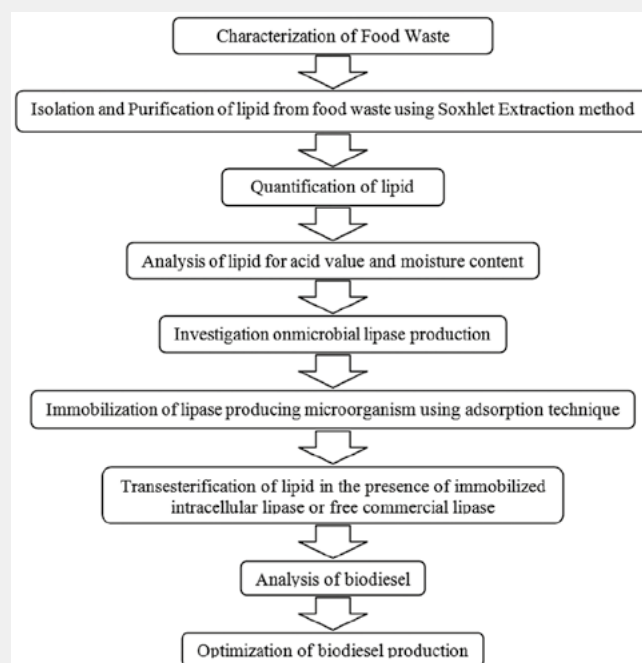 Characterization of Food Waste
Isolation and Purification of lipid from food waste using Soxhlet Extraction method
Quantification of lipid
Analysis of lipid for acid value and moisture content
Investigation onmicrobial lipase production
Immobilization of lipase producing microorganism using adsorption technique
Transesterification of lipid in the presence of immobilized
intracellular lipase or free commercial lipase
Analysis of biodiesel
Optimization of biodiesel production